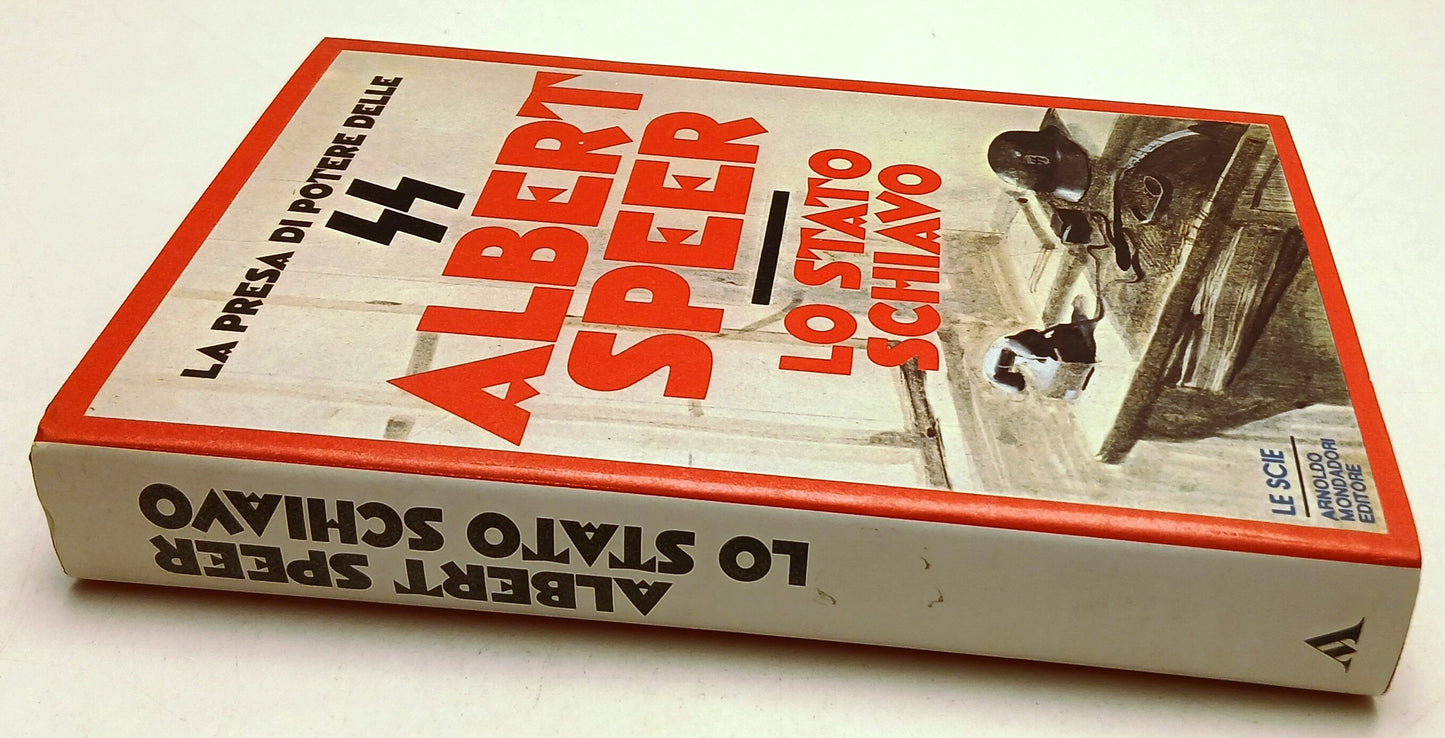 LA PRESA DI POTERE DELLE
SS
ALBERT
SPEER
LO STATO
SCHIAVO
LE SCIE
ARNOLDO
MONDADORI
EDITORE
ALBERT SPEER
LO STATO SCHIAVO